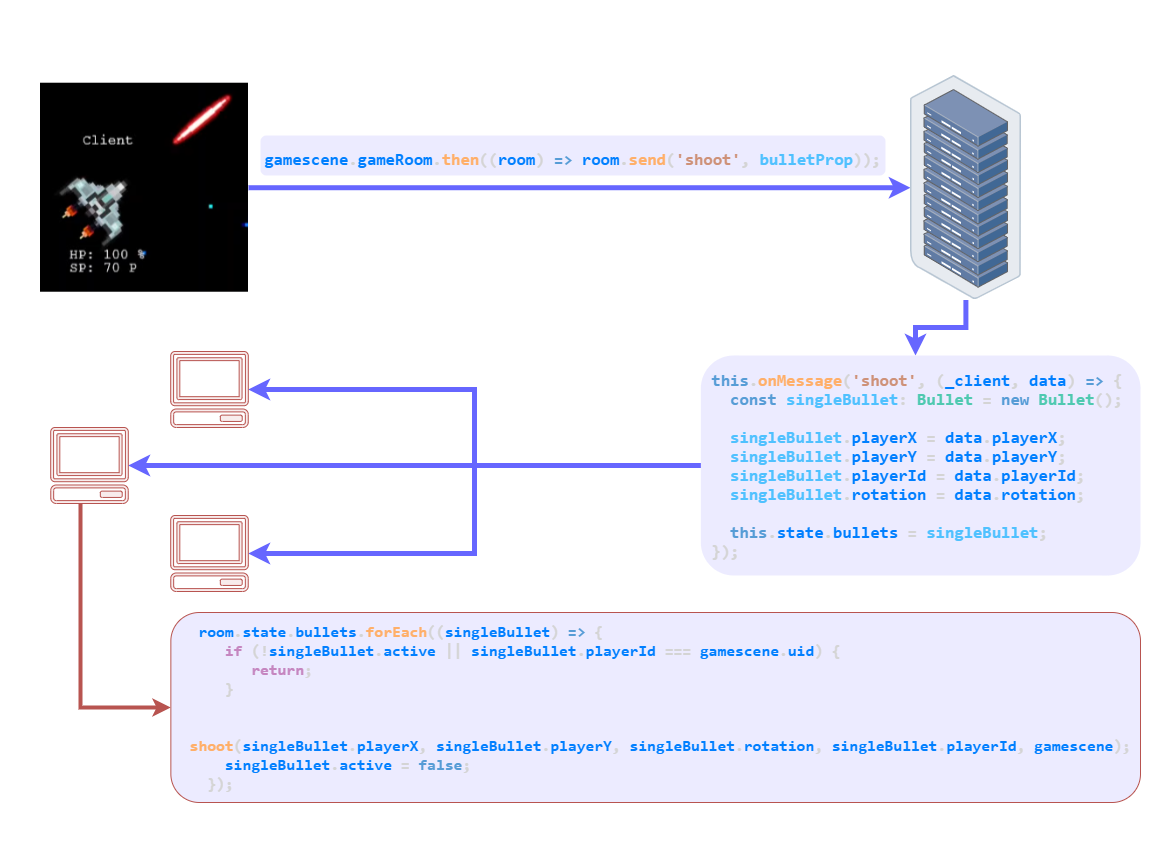 Client
HP: 100 %
SP: 70 P
gamescene.gameRoom.then((room) => room.send('shoot', bulletProp));
this.onMessage('shoot', (_client, data) => {
const singleBullet: Bullet = new Bullet();
singleBullet.playerX = data.playerX;
singleBullet.playerY = data.playerY;
singleBullet.playerId = data.playerId;
singleBullet.rotation = data.rotation;
this.state.bullets = singleBullet;
});
room.state.bullets.forEach((singleBullet) => {
if (!singleBullet.active || singleBullet.playerId === gamescene.uid) {
return;
}
shoot(singleBullet.playerX, singleBullet.playerY, singleBullet.rotation, singleBullet.playerId, gamescene);
singleBullet.active = false;
});